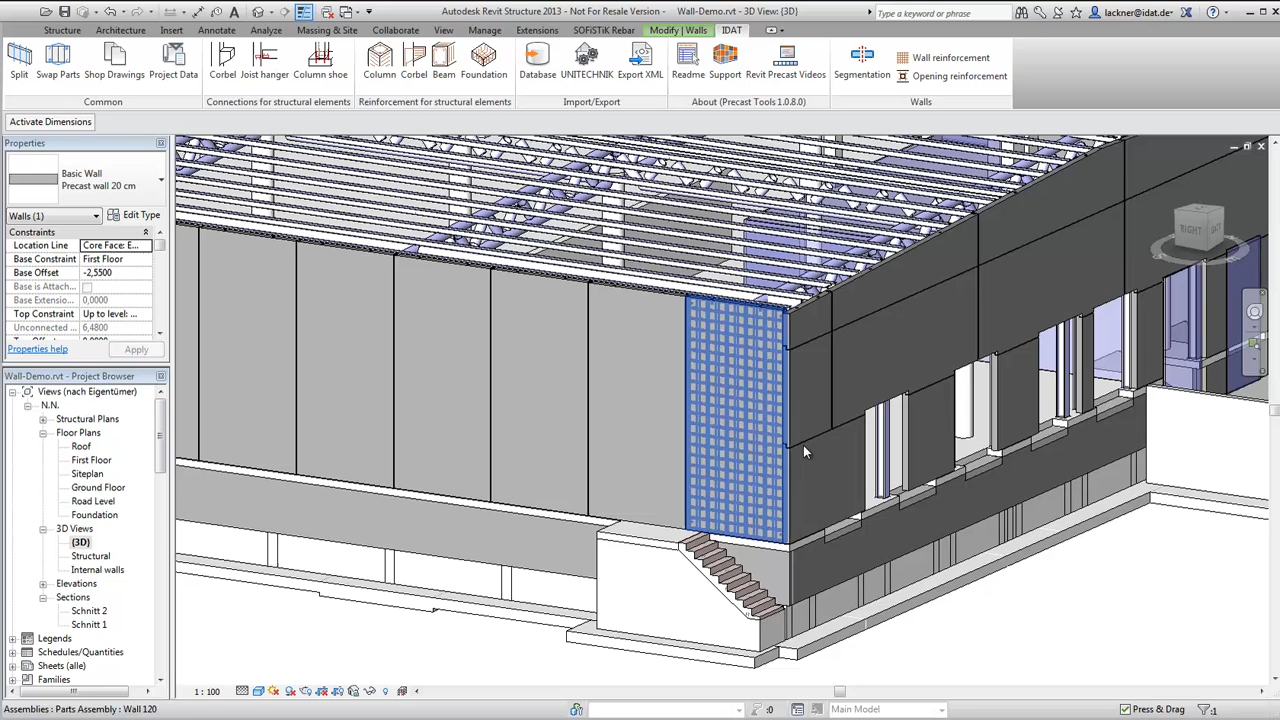 Autodesk Revit Structure 2013 - Not For Resale Version - Wall-Demo.rvt - 3D View: {3D}
Type a keyword or phrase
lackner@idat.de
Structure Architecture Insert Annotate Analyze Massing & Site Collaborate View Manage Extensions SOFiSTiK Rebar Modify | Walls IDAT
Split Swap Parts Shop Drawings Project Data Corbel Joist hanger Column shoe Column Corbel Beam Foundation Database UNITECHNIK Export XML Readme Support Revit Precast Videos Segmentation
Wall reinforcement
Opening reinforcement
Common Connections for structural elements Reinforcement for structural elements Import/Export About (Precast Tools 1.0.8.0) Walls
Activate Dimensions
Properties
Basic Wall
Precast wall 20 cm
Walls (1) Edit Type
Constraints
Location Line Core Face: E...
Base Constraint First Floor
Base Offset -2,5500
Base is Attach...
Base Extensio... 0,0000
Top Constraint Up to level: ...
Unconnected ... 6,4800
Properties help Apply
Wall-Demo.rvt - Project Browser
Views (nach Eigentümer)
N.N.
Structural Plans
Floor Plans
Roof
First Floor
Siteplan
Ground Floor
Road Level
Foundation
3D Views
{3D}
Structural
Internal walls
Elevations
Sections
Schnitt 2
Schnitt 1
Legends
Schedules/Quantities
Sheets (alle)
Families
RIGHT
1 : 100
Assemblies : Parts Assembly : Wall 120
:0
Main Model
Press & Drag
:1